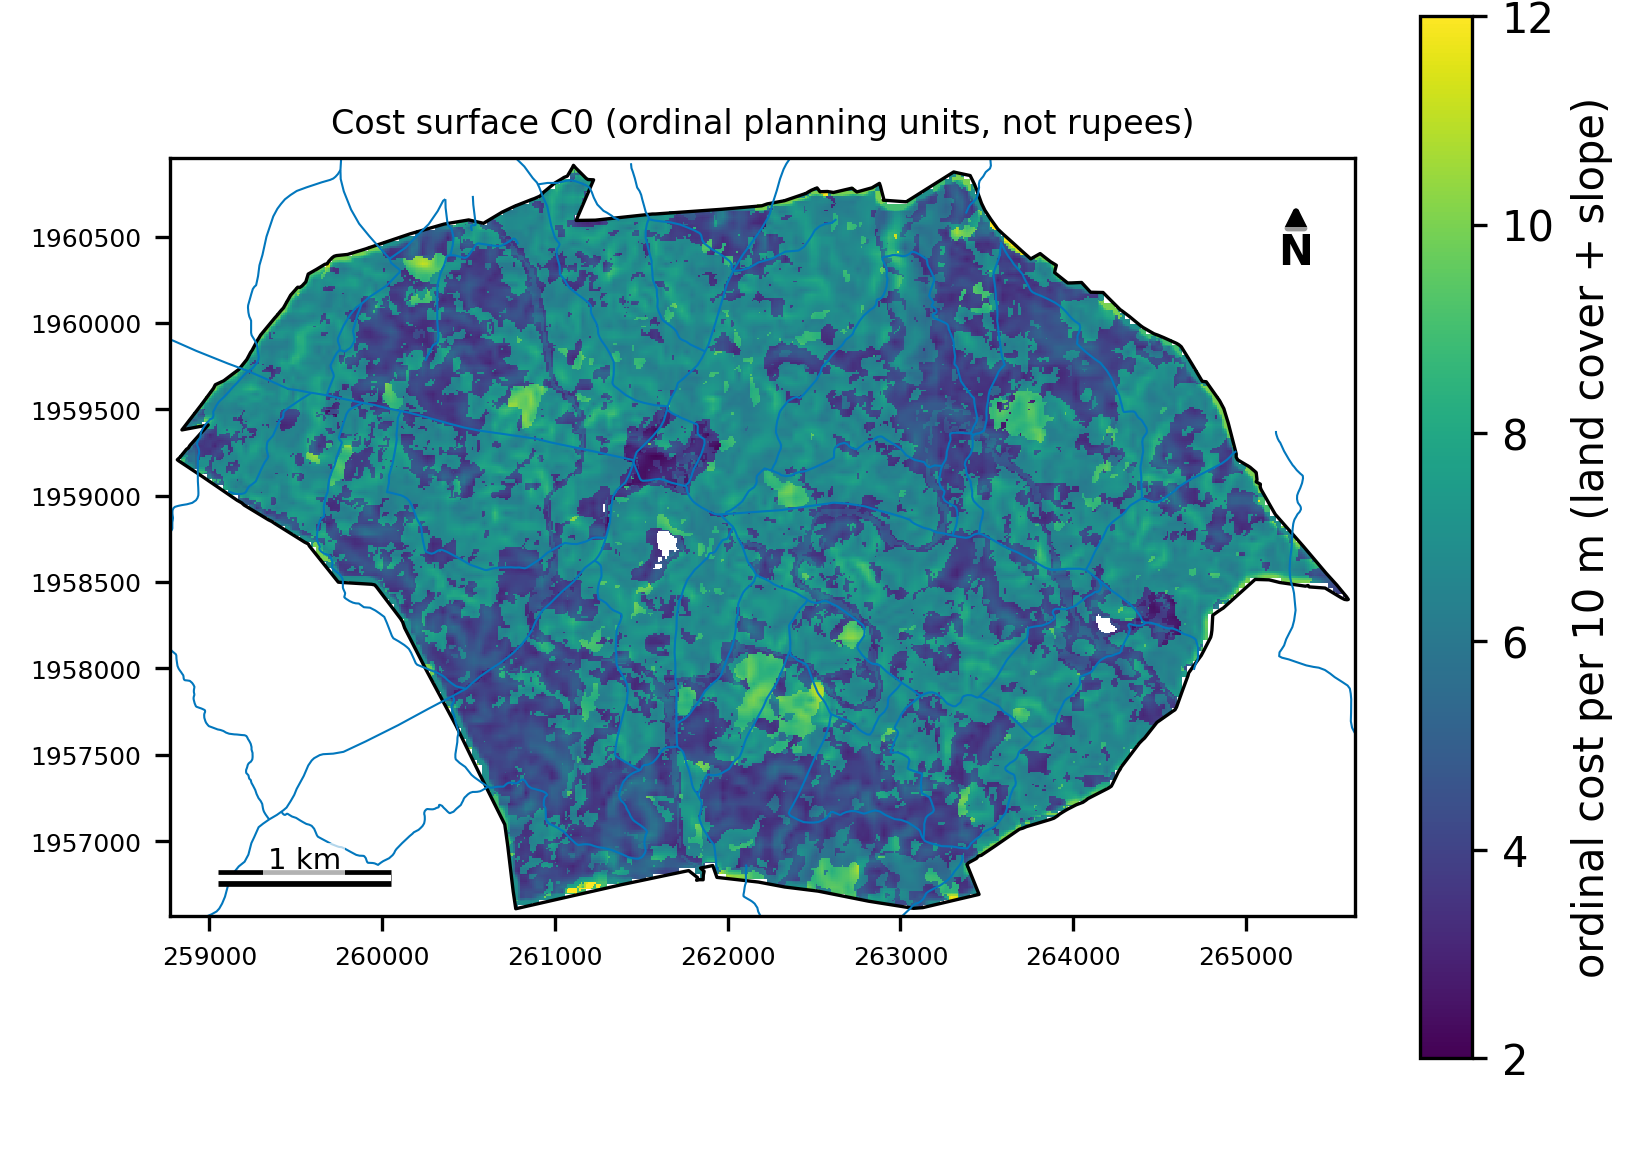 Cost surface C0 (ordinal planning units, not rupees)
N
1960500
1960000
1959500
1959000
1958500
1958000
1957500
1957000
1 km
259000 260000 261000 262000 263000 264000 265000
12
10
8
6
4
2
ordinal cost per 10 m (land cover + slope)